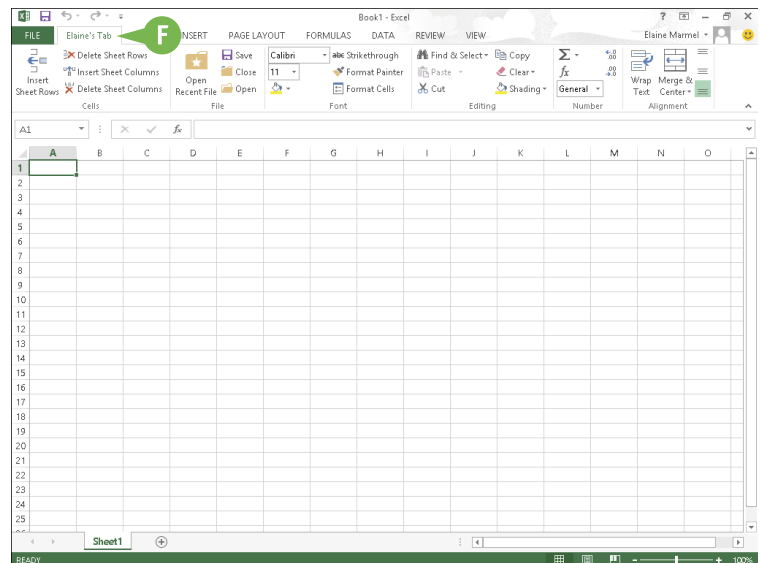 Book1 - Excel
?
FILE Elaine's Tab F NSERT PAGE LAYOUT FORMULAS DATA REVIEW VIEW Elaine Marmel
Insert
Sheet Rows
Delete Sheet Rows
Insert Sheet Columns
Delete Sheet Columns
Cells
Open
Recent File
Save
Close
Open
File
Calibri
11
abc Strikethrough
Format Painter
Format Cells
Font
Find & Select
Paste
Cut
Copy
Clear
Shading
Editing
Σ
fx
General
.00
.00
Number
Wrap
Text
Merge &
Center
Alignment
A1 fx
A B C D E F G H I J K L M N O
1
2
3
4
5
6
7
8
9
10
11
12
13
14
15
16
17
18
19
20
21
22
23
24
25
Sheet1
READY 100%